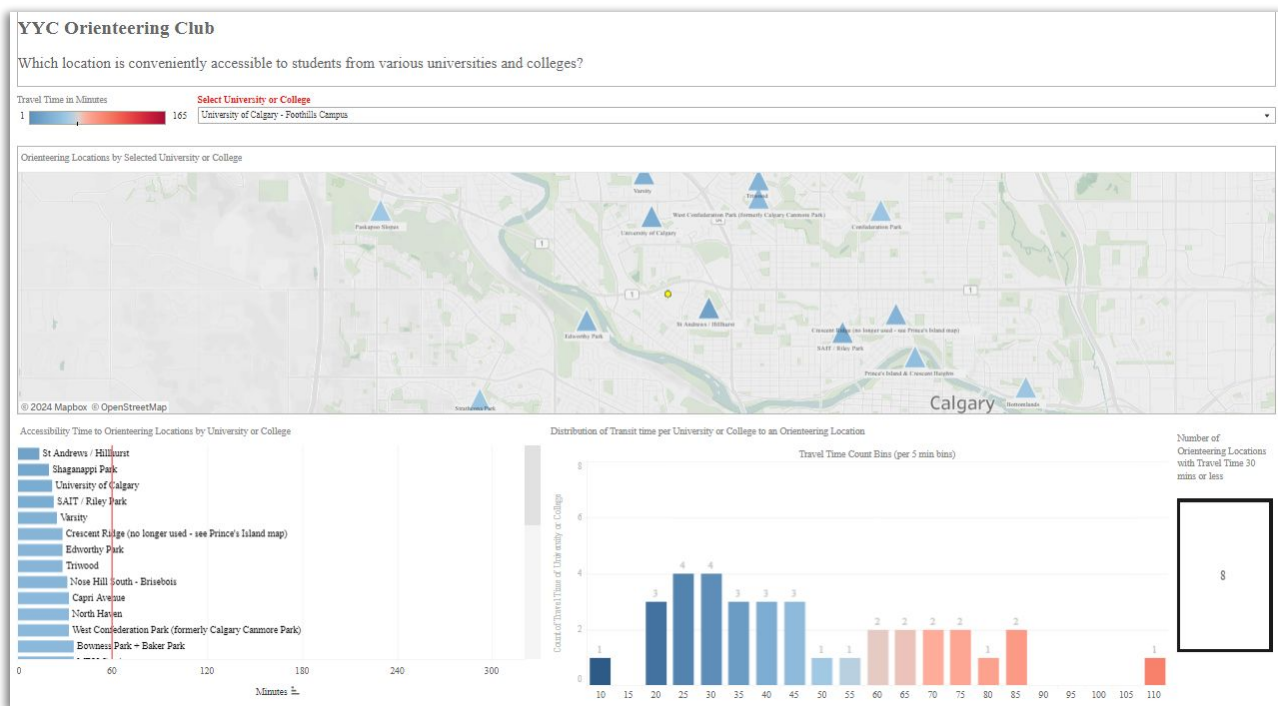 YYC Orienteering Club
Which location is conveniently accessible to students from various universities and colleges?
Travel Time in Minutes
1
165
Select University or College
University of Calgary - Foothills Campus
Orienteering Locations by Selected University or College
Varsity
Triwood
West Confederation Park (formerly Calgary Canmore Park)
Paskapoo Slopes
University of Calgary
Confederation Park
1
1
1
St Andrews / Hillhurst
Edworthy Park
Crescent Ridge (no longer used - see Prince's Island map)
SAIT / Riley Park
Prince's Island & Crescent Heights
Strathcona Park
Calgary
Bottomlands
© 2024 Mapbox © OpenStreetMap
Accessibility Time to Orienteering Locations by University or College
St Andrews / Hillhurst
Shaganappi Park
University of Calgary
SAIT / Riley Park
Varsity
Crescent Ridge (no longer used - see Prince's Island map)
Edworthy Park
Triwood
Nose Hill South - Brisebois
Capri Avenue
North Haven
West Confederation Park (formerly Calgary Canmore Park)
Bowness Park + Baker Park
0 60 120 180 240 300
Minutes
Distribution of Transit time per University or College to an Orienteering Location
Travel Time Count Bins (per 5 min bins)
Count of Travel Time of University or College
8
6
4
2
0
1 3 4 4 3 3 3 1 1 2 2 2 2 1 2 1
10 15 20 25 30 35 40 45 50 55 60 65 70 75 80 85 90 95 100 105 110
Number of
Orienteering Locations
with Travel Time 30
mins or less
8